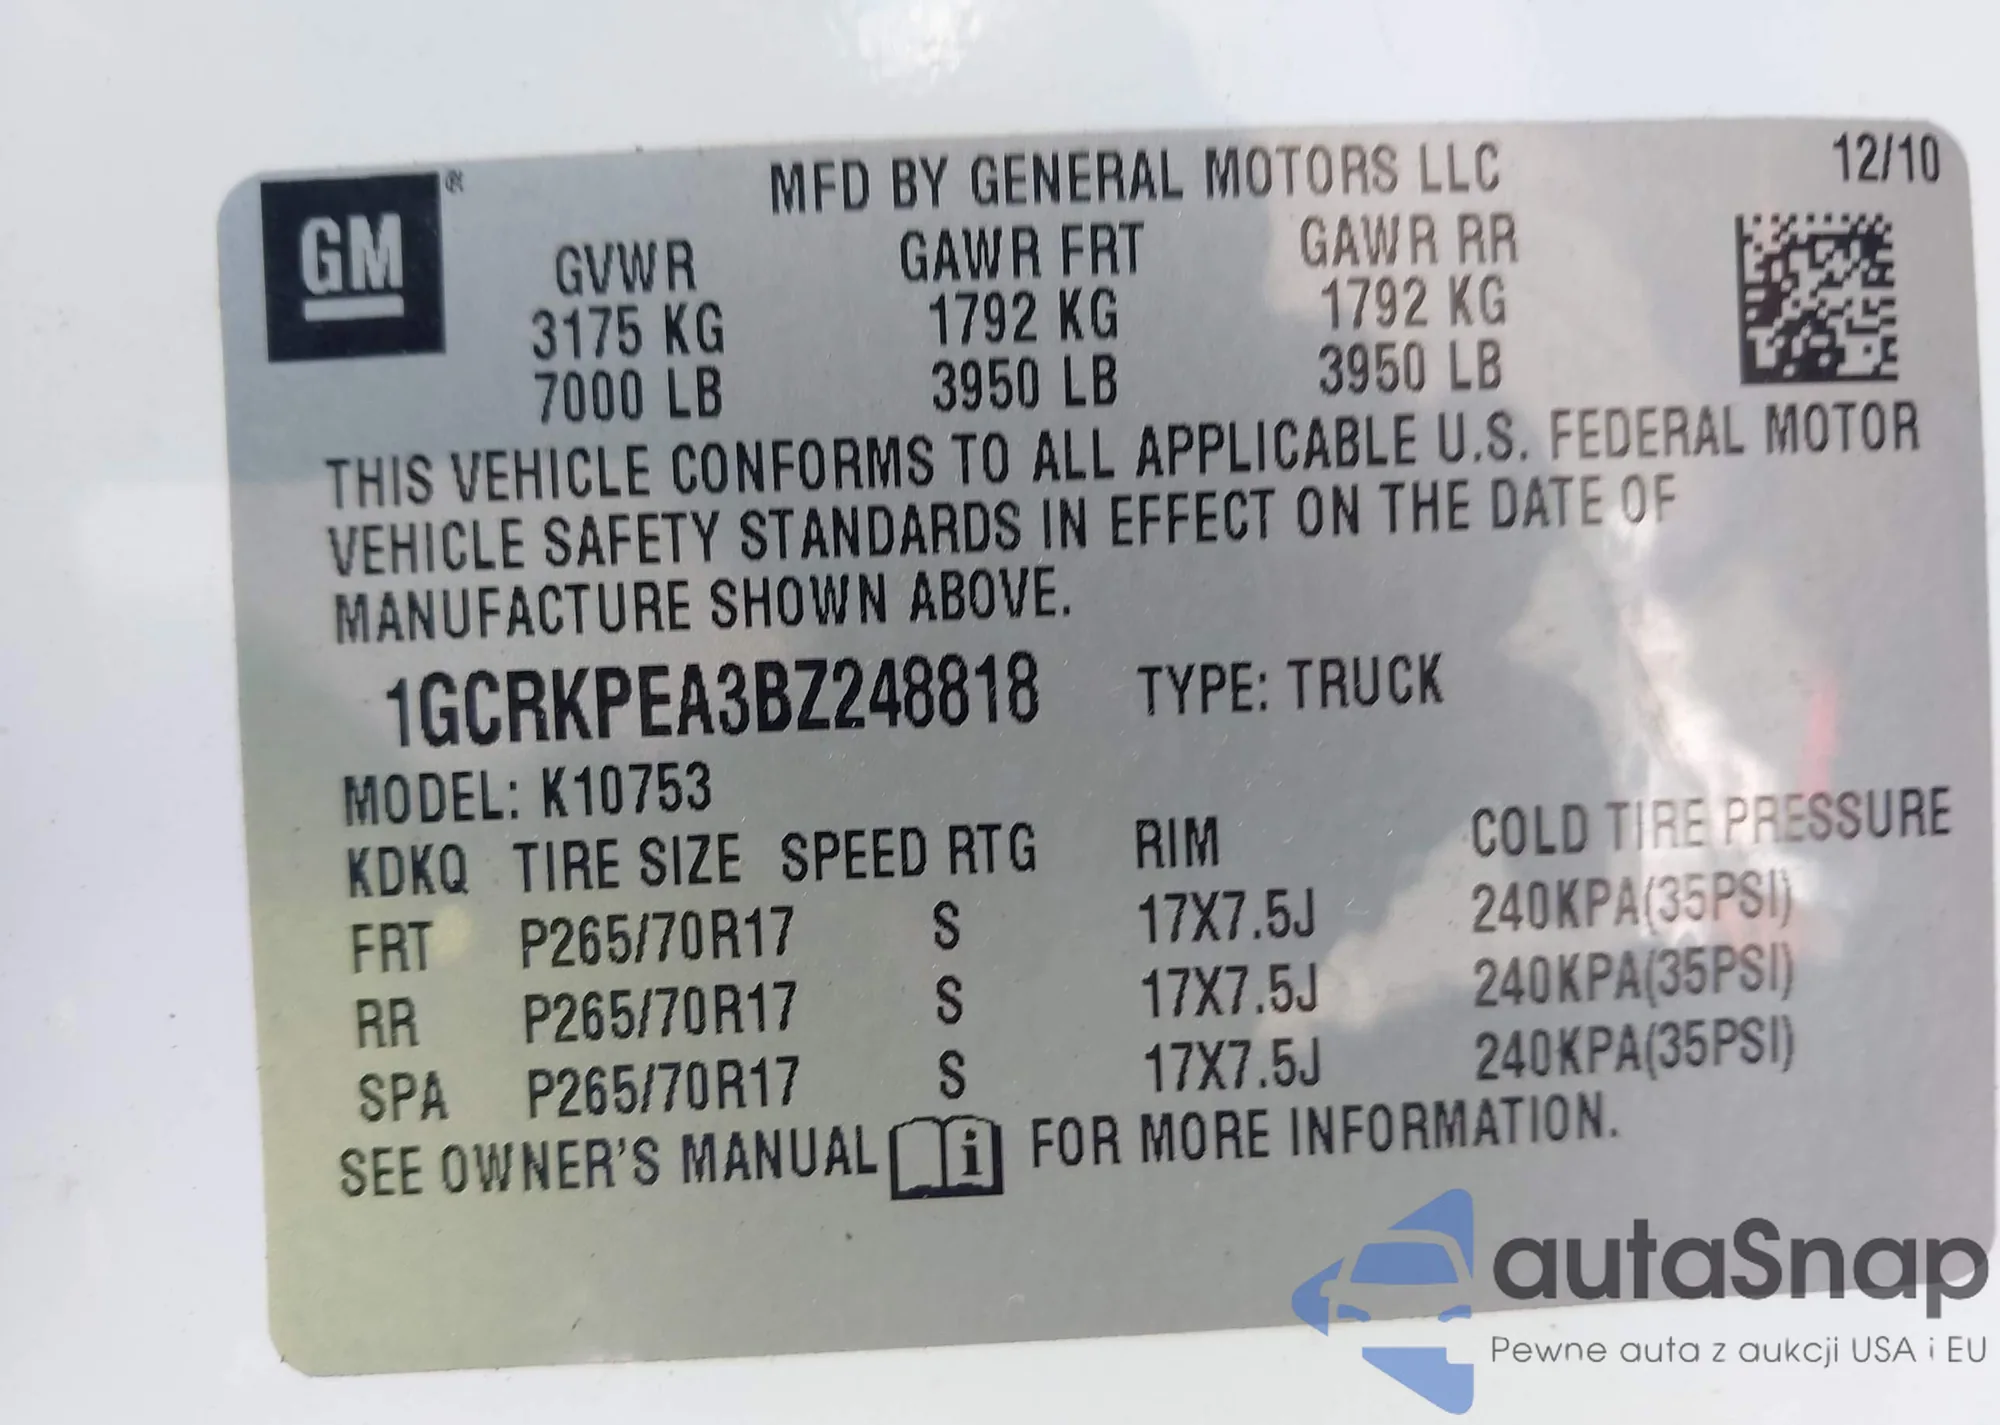 MFD BY GENERAL MOTORS LLC 12/10
GM ®
GVWR GAWR FRT GAWR RR
3175 KG 1792 KG 1792 KG
7000 LB 3950 LB 3950 LB
THIS VEHICLE CONFORMS TO ALL APPLICABLE U.S. FEDERAL MOTOR
VEHICLE SAFETY STANDARDS IN EFFECT ON THE DATE OF
MANUFACTURE SHOWN ABOVE.
1GCRKPEA3BZ248818 TYPE: TRUCK
MODEL: K10753
KDKQ TIRE SIZE SPEED RTG RIM COLD TIRE PRESSURE
FRT P265/70R17 S 17X7.5J 240KPA(35PSI)
RR P265/70R17 S 17X7.5J 240KPA(35PSI)
SPA P265/70R17 S 17X7.5J 240KPA(35PSI)
SEE OWNER'S MANUAL i FOR MORE INFORMATION.
autaSnap
Pewne auta z aukcji USA i EU